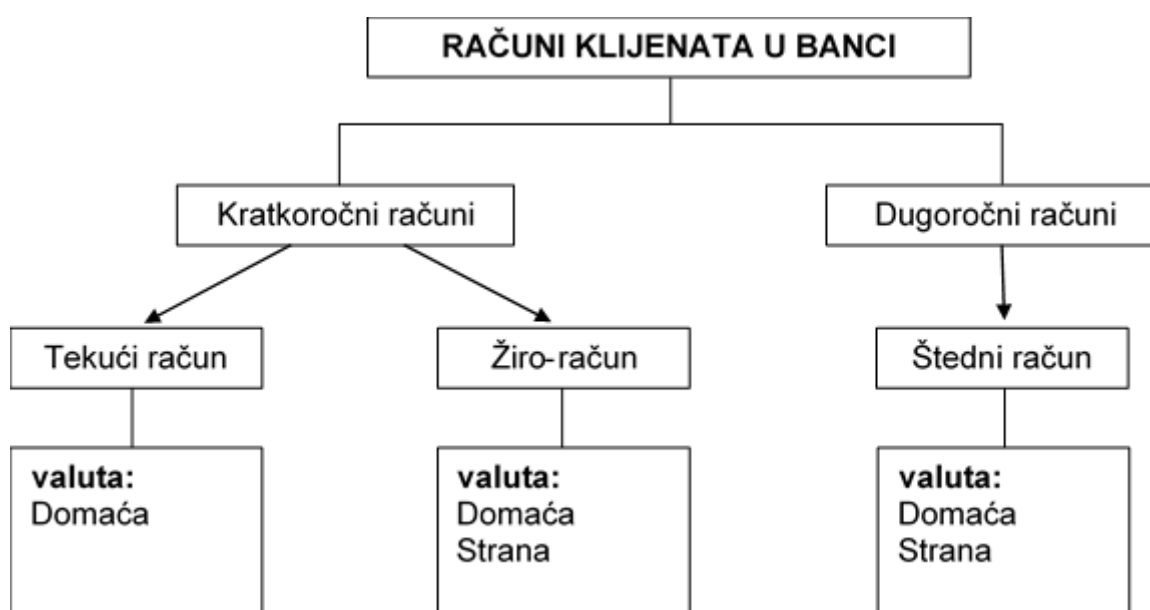 RAČUNI KLIJENATA U BANCI
Kratkoročni računi
Dugoročni računi
Tekući račun
Žiro-račun
Štedni račun
valuta:
Domaća
valuta:
Domaća
Strana
valuta:
Domaća
Strana